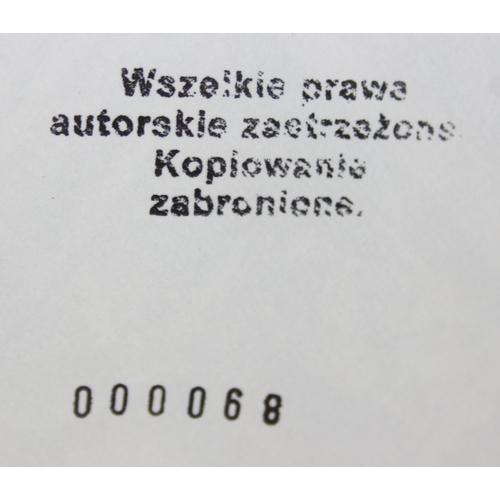 Wszelkie prawa
autorskie zastrzeżone.
Kopiowanie
zabronione.
000068